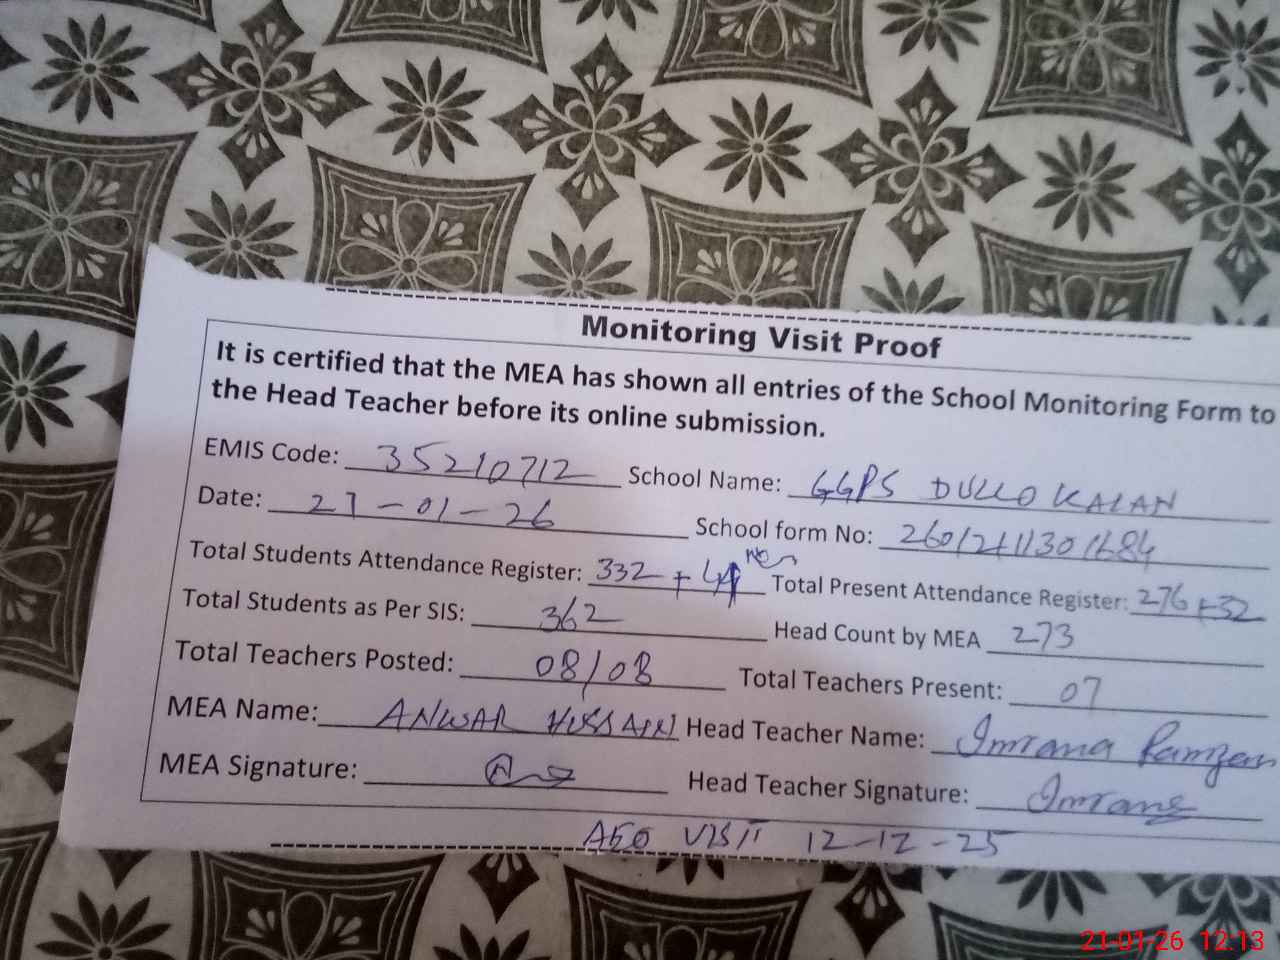 Monitoring Visit Proof
It is certified that the MEA has shown all entries of the School Monitoring Form to
the Head Teacher before its online submission.
EMIS Code: 35210712 School Name: GGPS DULLO KALAN
Date: 21-01-26 School form No:
Total Students Attendance Register: 332 + Total Present Attendance Register: 276+32
Total Students as Per SIS: 362 Head Count by MEA 273
Total Teachers Posted: 08/08 Total Teachers Present: 07
MEA Name: ANWAR HUSSAIN Head Teacher Name: Imrana Ramzan
MEA Signature: Head Teacher Signature: Imrana
AEO VISIT 12-12-25
21-01-26 12:13